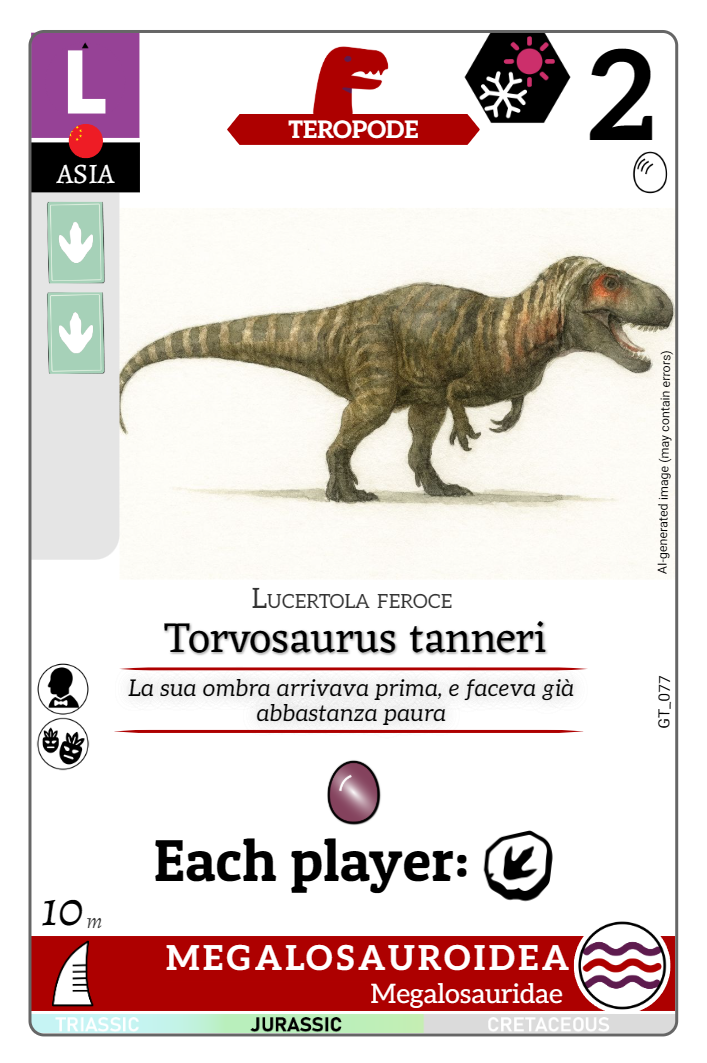 L
ASIA
TEROPODE
2
AI-generated image (may contain errors)
Lucertola feroce
Torvosaurus tanneri
La sua ombra arrivava prima, e faceva già
abbastanza paura
GT_077
Each player:
10 m
MEGALOSAUROIDEA
Megalosauridae
TRIASSIC JURASSIC CRETACEOUS